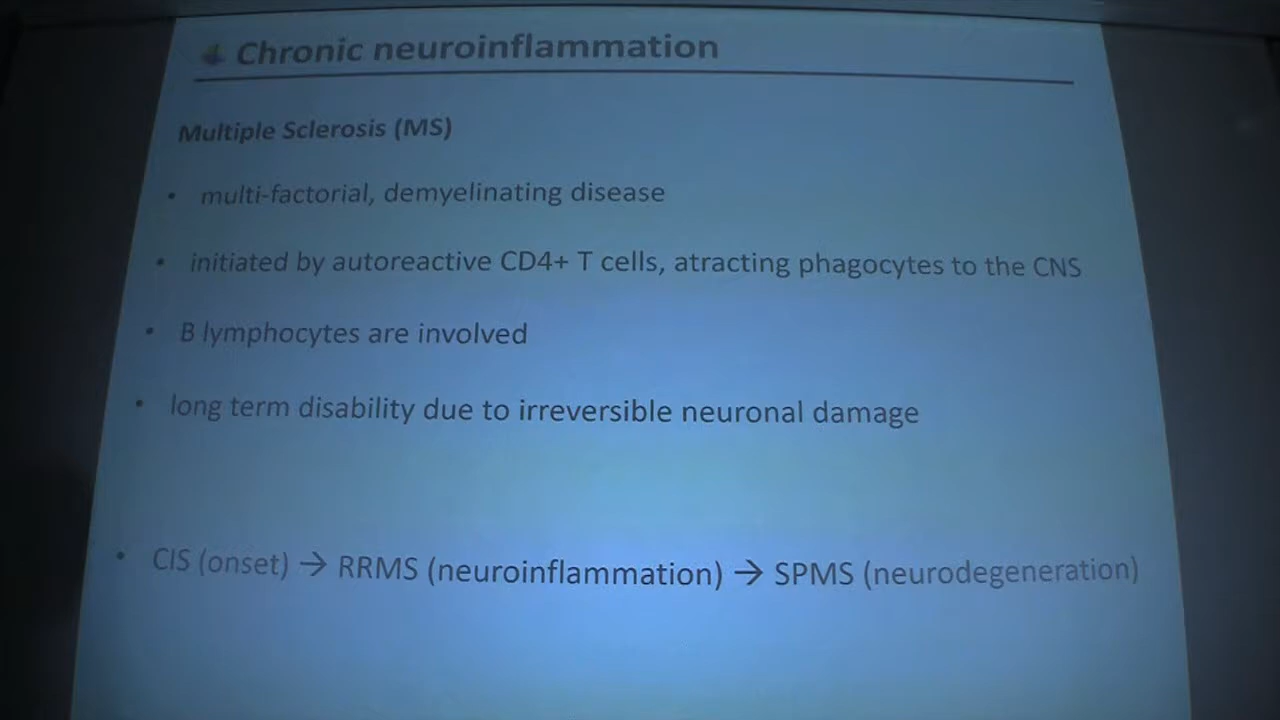 Chronic neuroinflammation
Multiple Sclerosis (MS)
• multi-factorial, demyelinating disease
• initiated by autoreactive CD4+ T cells, atracting phagocytes to the CNS
• B lymphocytes are involved
• long term disability due to irreversible neuronal damage
• CIS (onset) → RRMS (neuroinflammation) → SPMS (neurodegeneration)